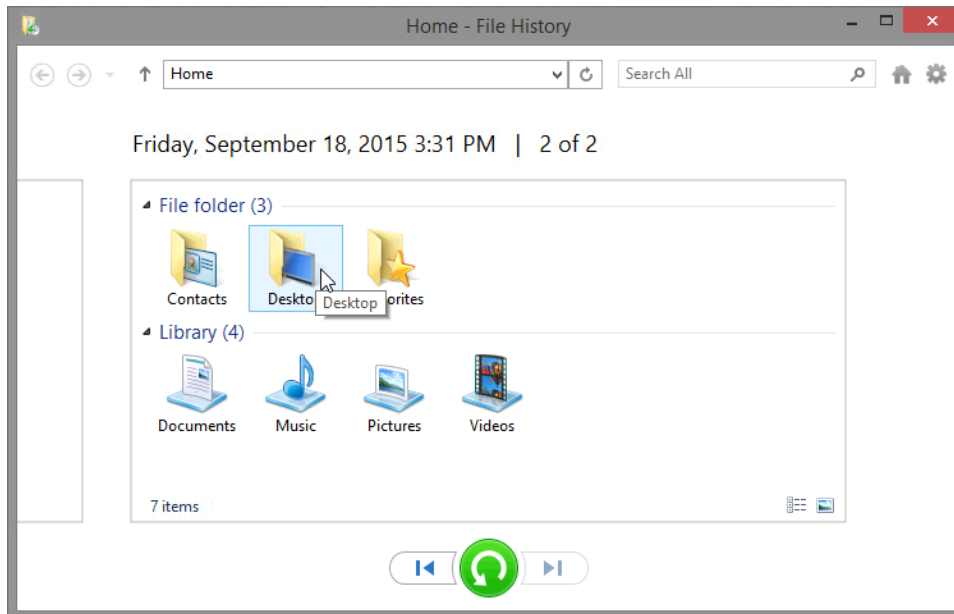 Home - File History
Home
Search All
Friday, September 18, 2015 3:31 PM | 2 of 2
File folder (3)
Contacts
Deskto
orites
Desktop
Library (4)
Documents
Music
Pictures
Videos
7 items